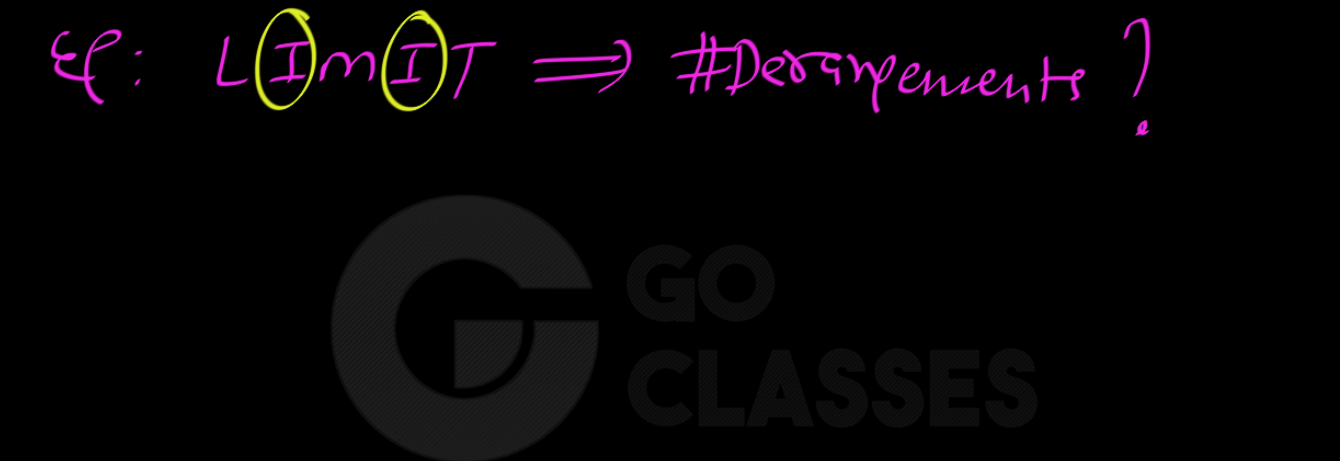 Eg: LIMIT ⟹ #Derangements?
GO
CLASSES